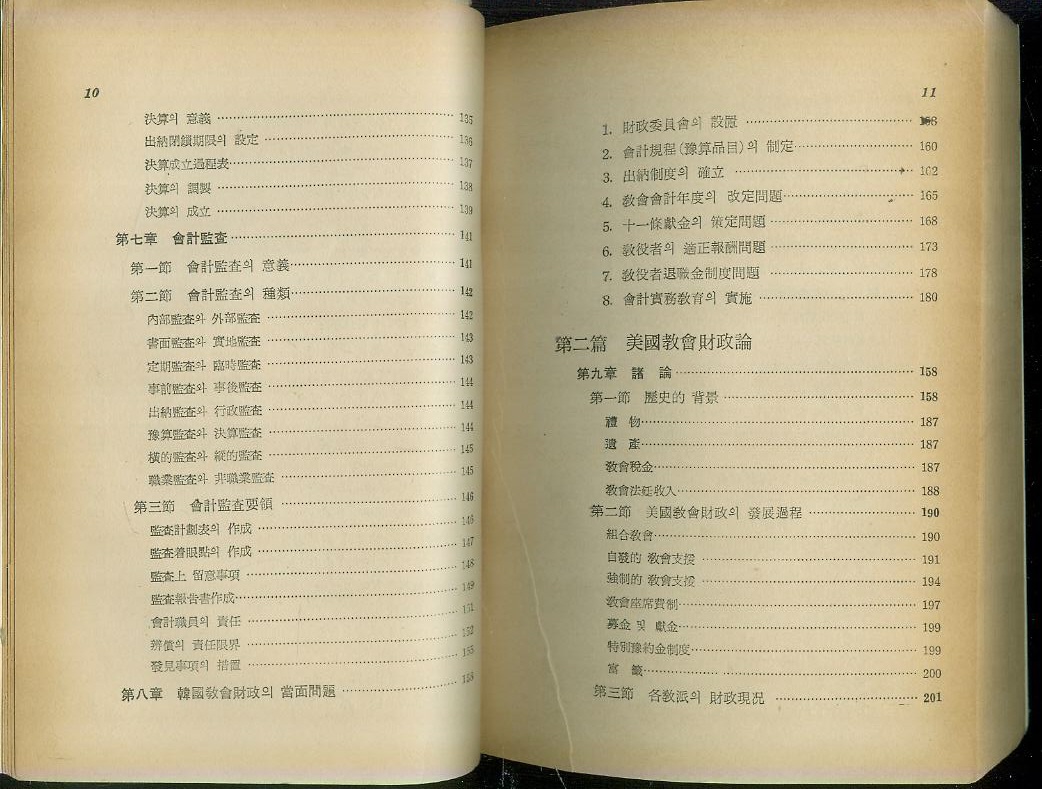 10
決算의 意義 ……… 135
出納閉鎖期限의 設定 ……… 136
決算成立過程表 ……… 137
決算의 調製 ……… 138
決算의 成立 ……… 139
第七章 會計監査 ……… 141
第一節 會計監査의 意義 ……… 141
第二節 會計監査의 種類 ……… 142
內部監査와 外部監査 ……… 142
書面監査와 實地監査 ……… 143
定期監査와 臨時監査 ……… 143
事前監査와 事後監査 ……… 144
出納監査와 行政監査 ……… 144
豫算監査와 決算監査 ……… 144
橫的監査와 縱的監査 ……… 145
職業監査와 非職業監査 ……… 145
第三節 會計監査要領 ……… 146
監査計劃表의 作成 ……… 146
監査着眼點의 作成 ……… 147
監査上 留意事項 ……… 148
監査報告書作成 ……… 149
會計職員의 責任 ……… 151
辨償의 責任限界 ……… 152
發見事項의 措置 ……… 155
第八章 韓國敎會財政의 當面問題 ……… 158
11
1. 財政委員會의 設置 ……… 158
2. 會計規程(豫算品目)의 制定 ……… 160
3. 出納制度의 確立 ……… 162
4. 敎會會計年度의 改定問題 ……… 165
5. 十一條獻金의 策定問題 ……… 168
6. 敎役者의 適正報酬問題 ……… 173
7. 敎役者退職金制度問題 ……… 178
8. 會計實務敎育의 實施 ……… 180
第二篇 美國敎會財政論
第九章 諸 論 ……… 158
第一節 歷史的 背景 ……… 158
禮 物 ……… 187
遺 產 ……… 187
敎會稅金 ……… 187
敎會法廷收入 ……… 188
第二節 美國敎會財政의 發展過程 ……… 190
組合敎會 ……… 190
自發的 敎會支援 ……… 191
強制的 敎會支援 ……… 194
敎會座席費制 ……… 197
募金 및 獻金 ……… 199
特別豫約金制度 ……… 199
富 籤 ……… 200
第三節 各敎派의 財政現況 ……… 201